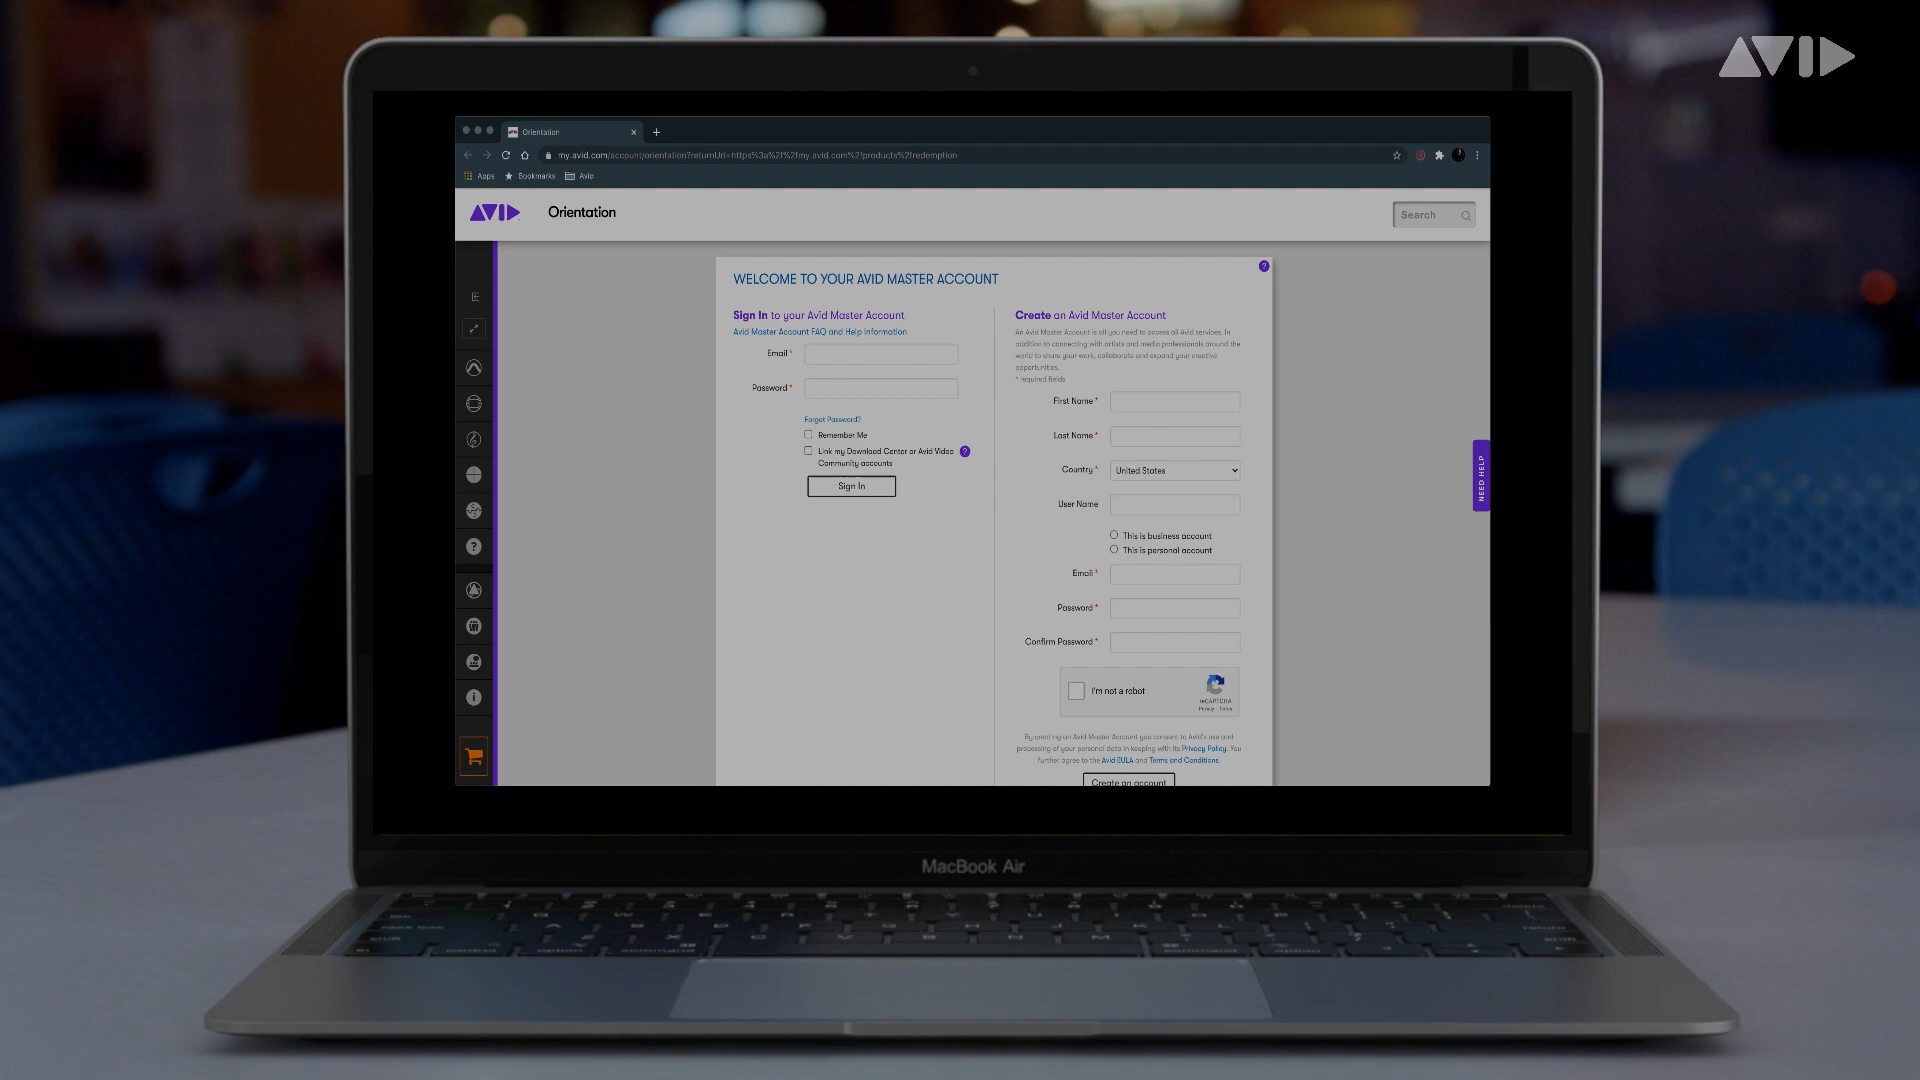 AVID
Orientation
my.avid.com/account/orientation?returnUrl=https%3a%2f%2fmy.avid.com%2fproducts%2fredemption
Apps Bookmarks Avid
AVID Orientation
Search
WELCOME TO YOUR AVID MASTER ACCOUNT
?
Sign In to your Avid Master Account
Avid Master Account FAQ and Help Information
Email *
Password *
Forgot Password?
Remember Me
Link my Download Center or Avid Video ?
Community accounts
Sign In
Create an Avid Master Account
An Avid Master Account is all you need to access all Avid services. In
addition to connecting with artists and media professionals around the
world to share your work, collaborate and expand your creative
opportunities.
* required fields
First Name *
Last Name *
Country * United States
User Name
This is business account
This is personal account
Email *
Password *
Confirm Password *
I'm not a robot
reCAPTCHA
Privacy - Terms
By creating an Avid Master Account you consent to Avid's use and
processing of your personal data in keeping with its Privacy Policy. You
further agree to the Avid EULA and Terms and Conditions.
Create an account
NEED HELP
MacBook Air